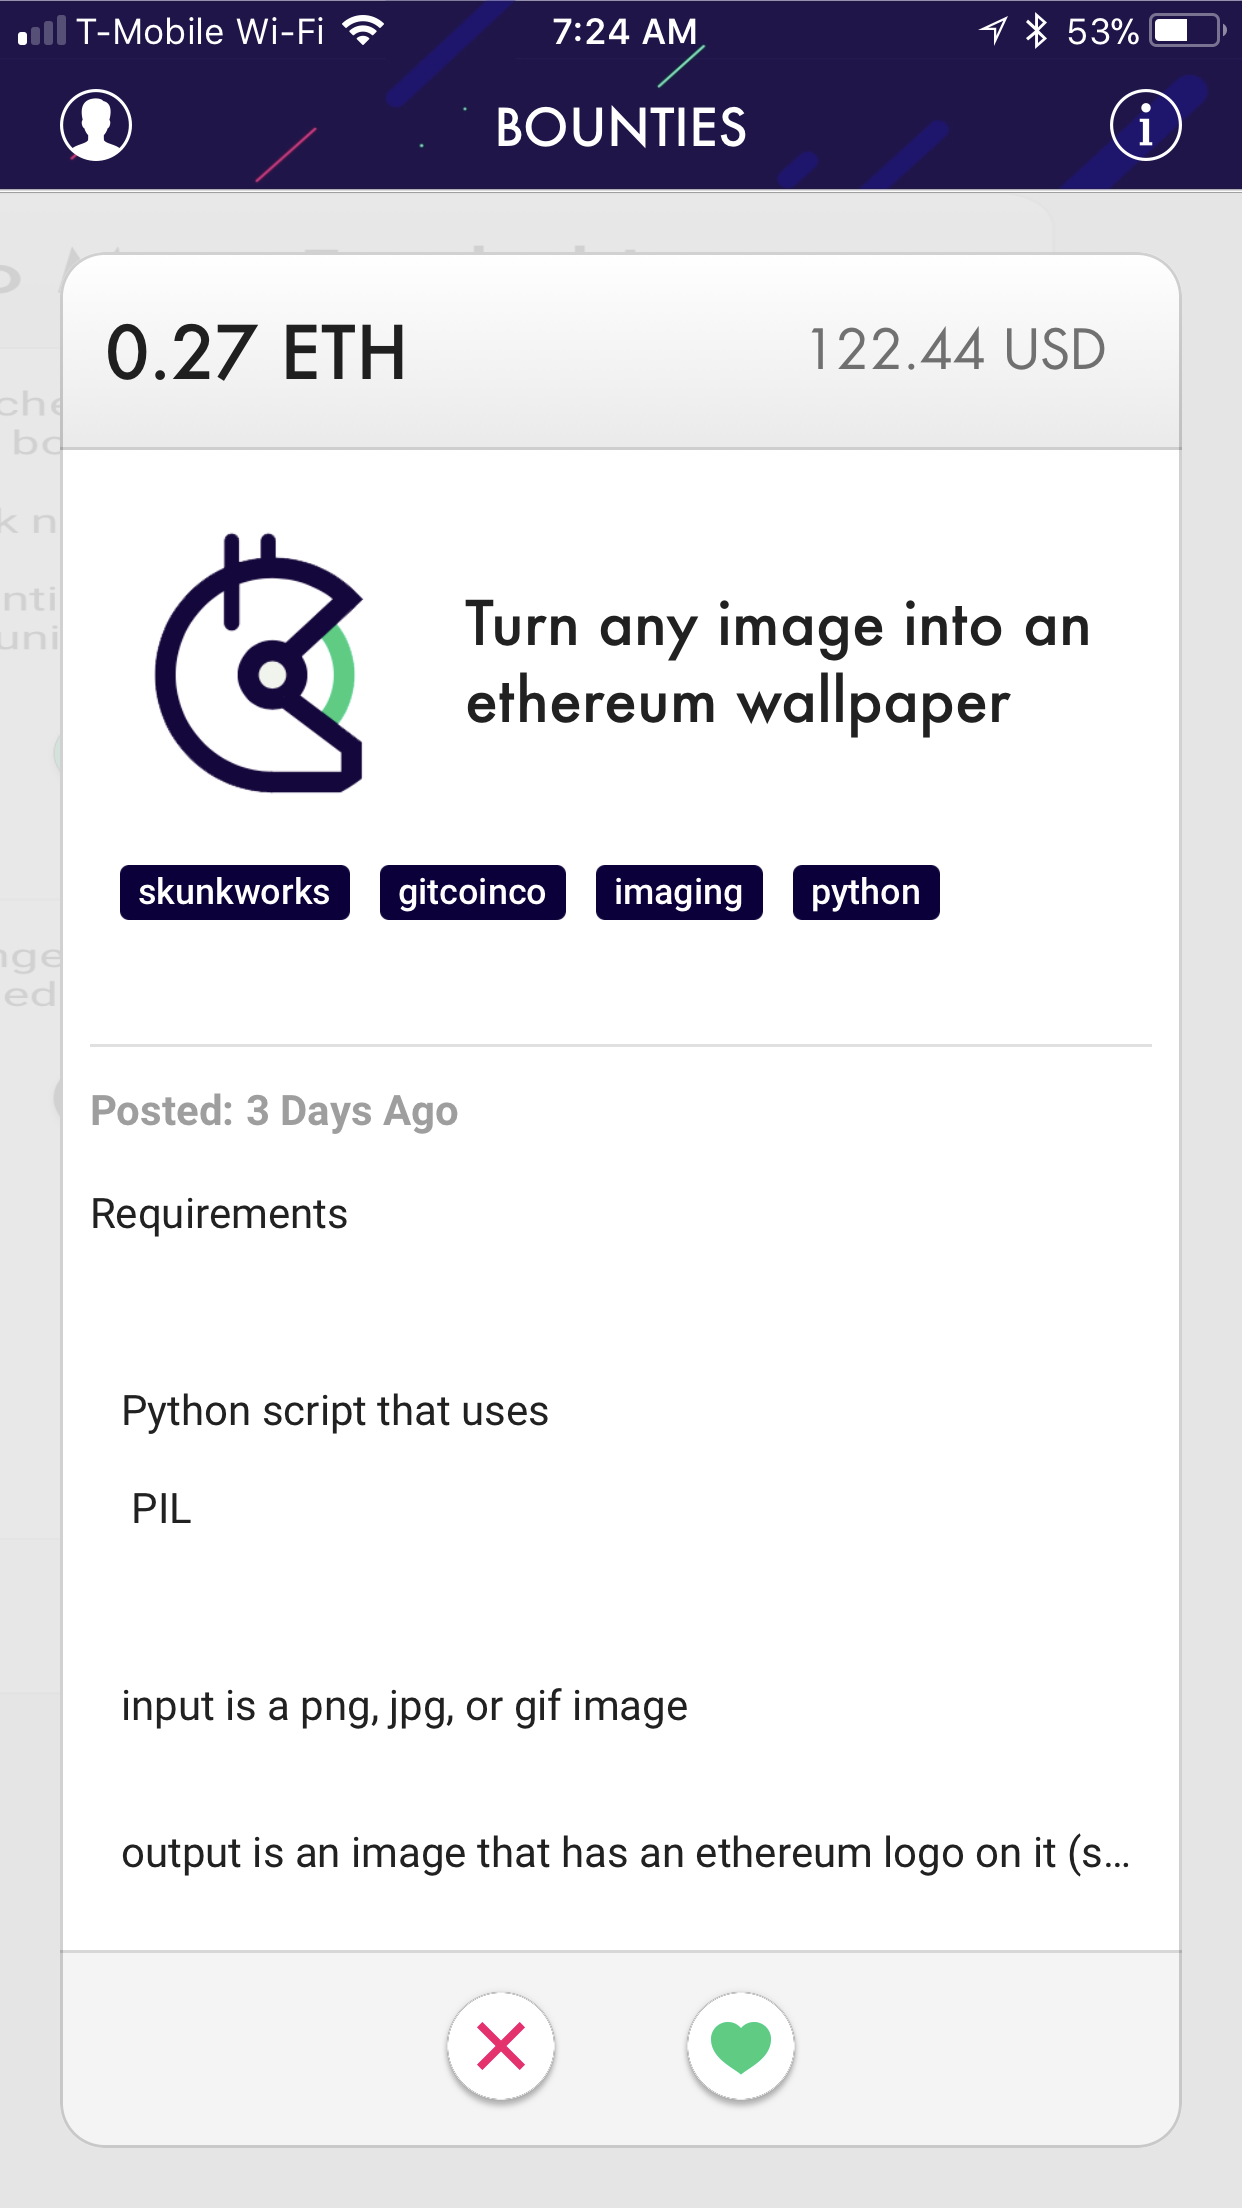 T-Mobile Wi-Fi 7:24 AM 53%
BOUNTIES
0.27 ETH 122.44 USD
Turn any image into an
ethereum wallpaper
skunkworks gitcoinco imaging python
Posted: 3 Days Ago
Requirements
Python script that uses
PIL
input is a png, jpg, or gif image
output is an image that has an ethereum logo on it (s...